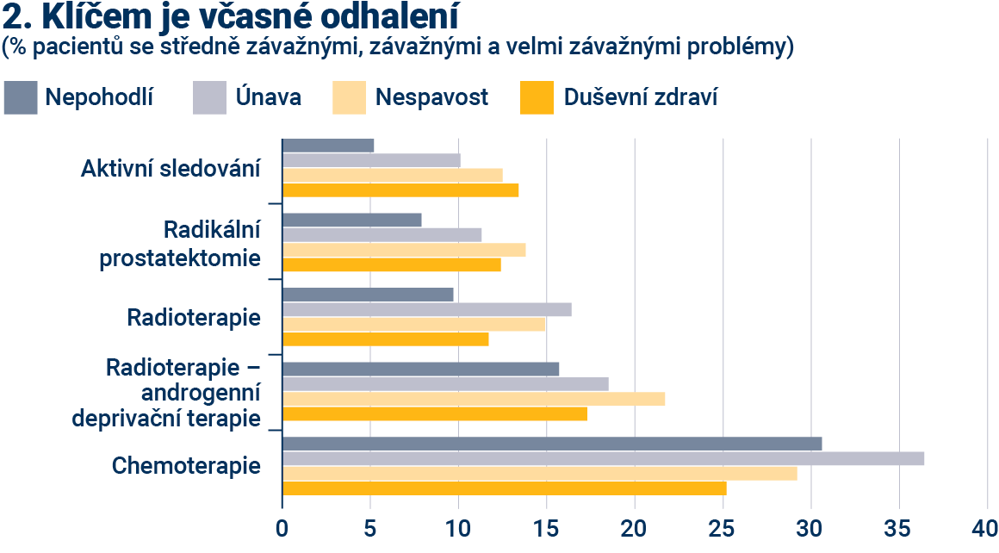 2. Klíčem je včasné odhalení
(% pacientů se středně závažnými, závažnými a velmi závažnými problémy)
Nepohodlí Únava Nespavost Duševní zdraví
Aktivní sledování
Radikální
prostatektomie
Radioterapie
Radioterapie –
androgenní
deprivační terapie
Chemoterapie
0 5 10 15 20 25 30 35 40